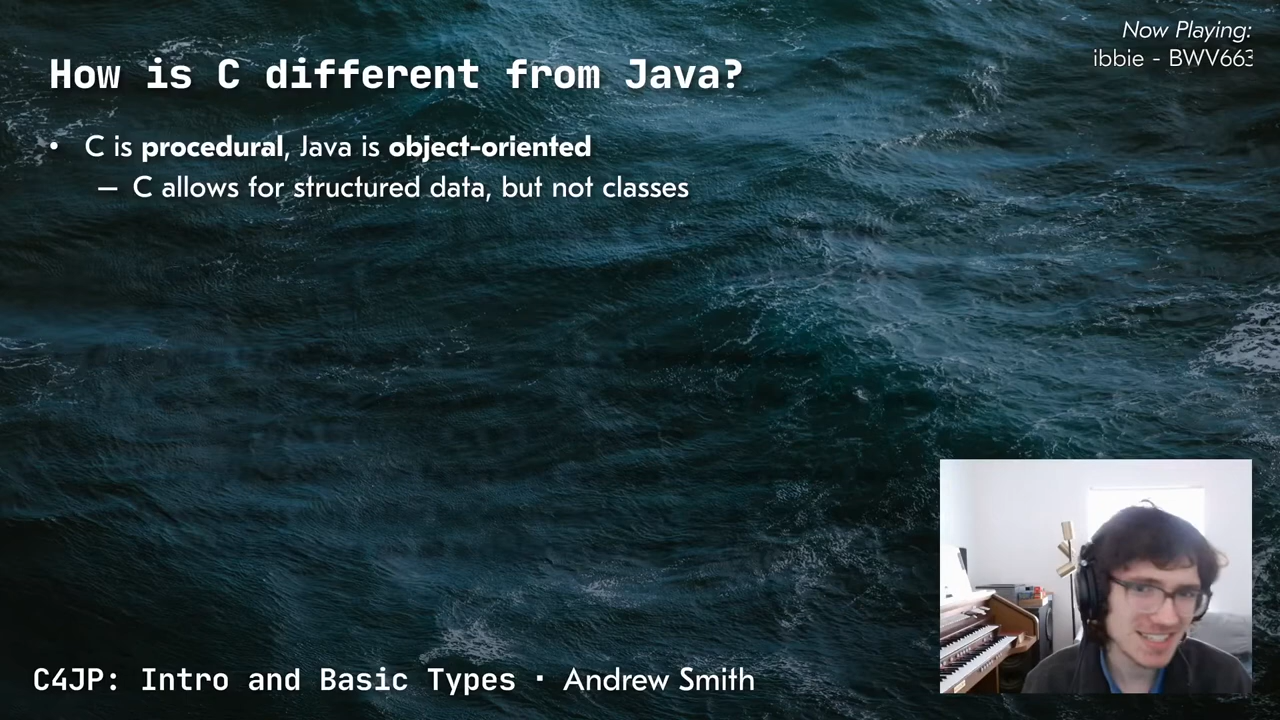 Now Playing:
ibbie - BWV663
How is C different from Java?
• C is procedural, Java is object-oriented
– C allows for structured data, but not classes
C4JP: Intro and Basic Types · Andrew Smith